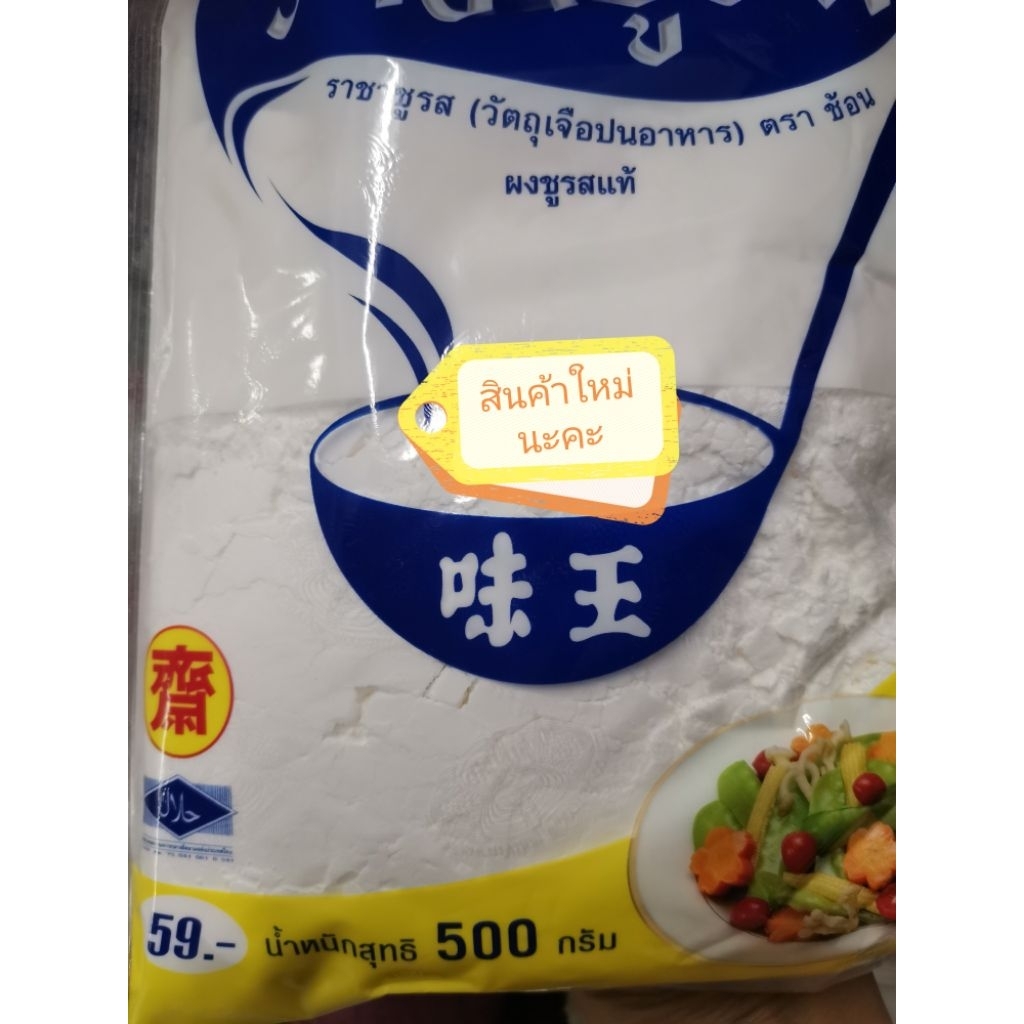 ราชาชูรส (วัตถุเจือปนอาหาร) ตรา ช้อน
ผงชูรสแท้
สินค้าใหม่
นะคะ
味王
齋
حلال
59.-
น้ำหนักสุทธิ 500 กรัม